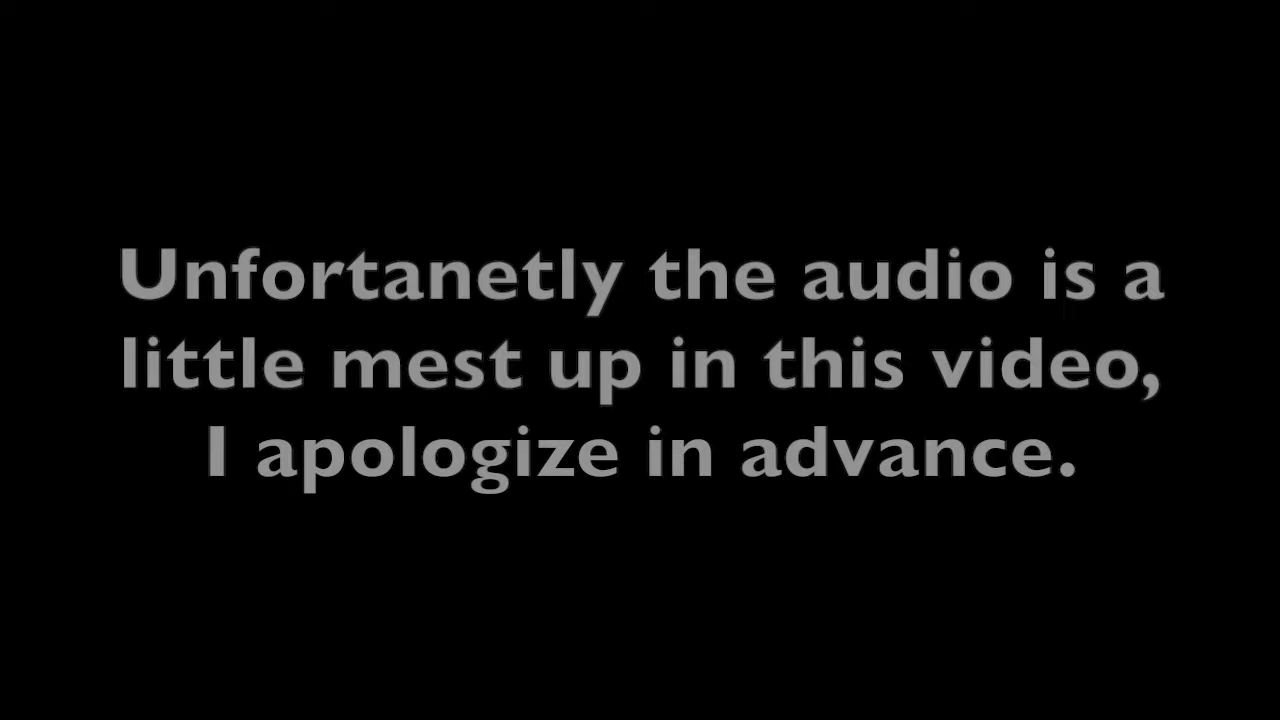 Unfortanetly the audio is a
little mest up in this video,
I apologize in advance.